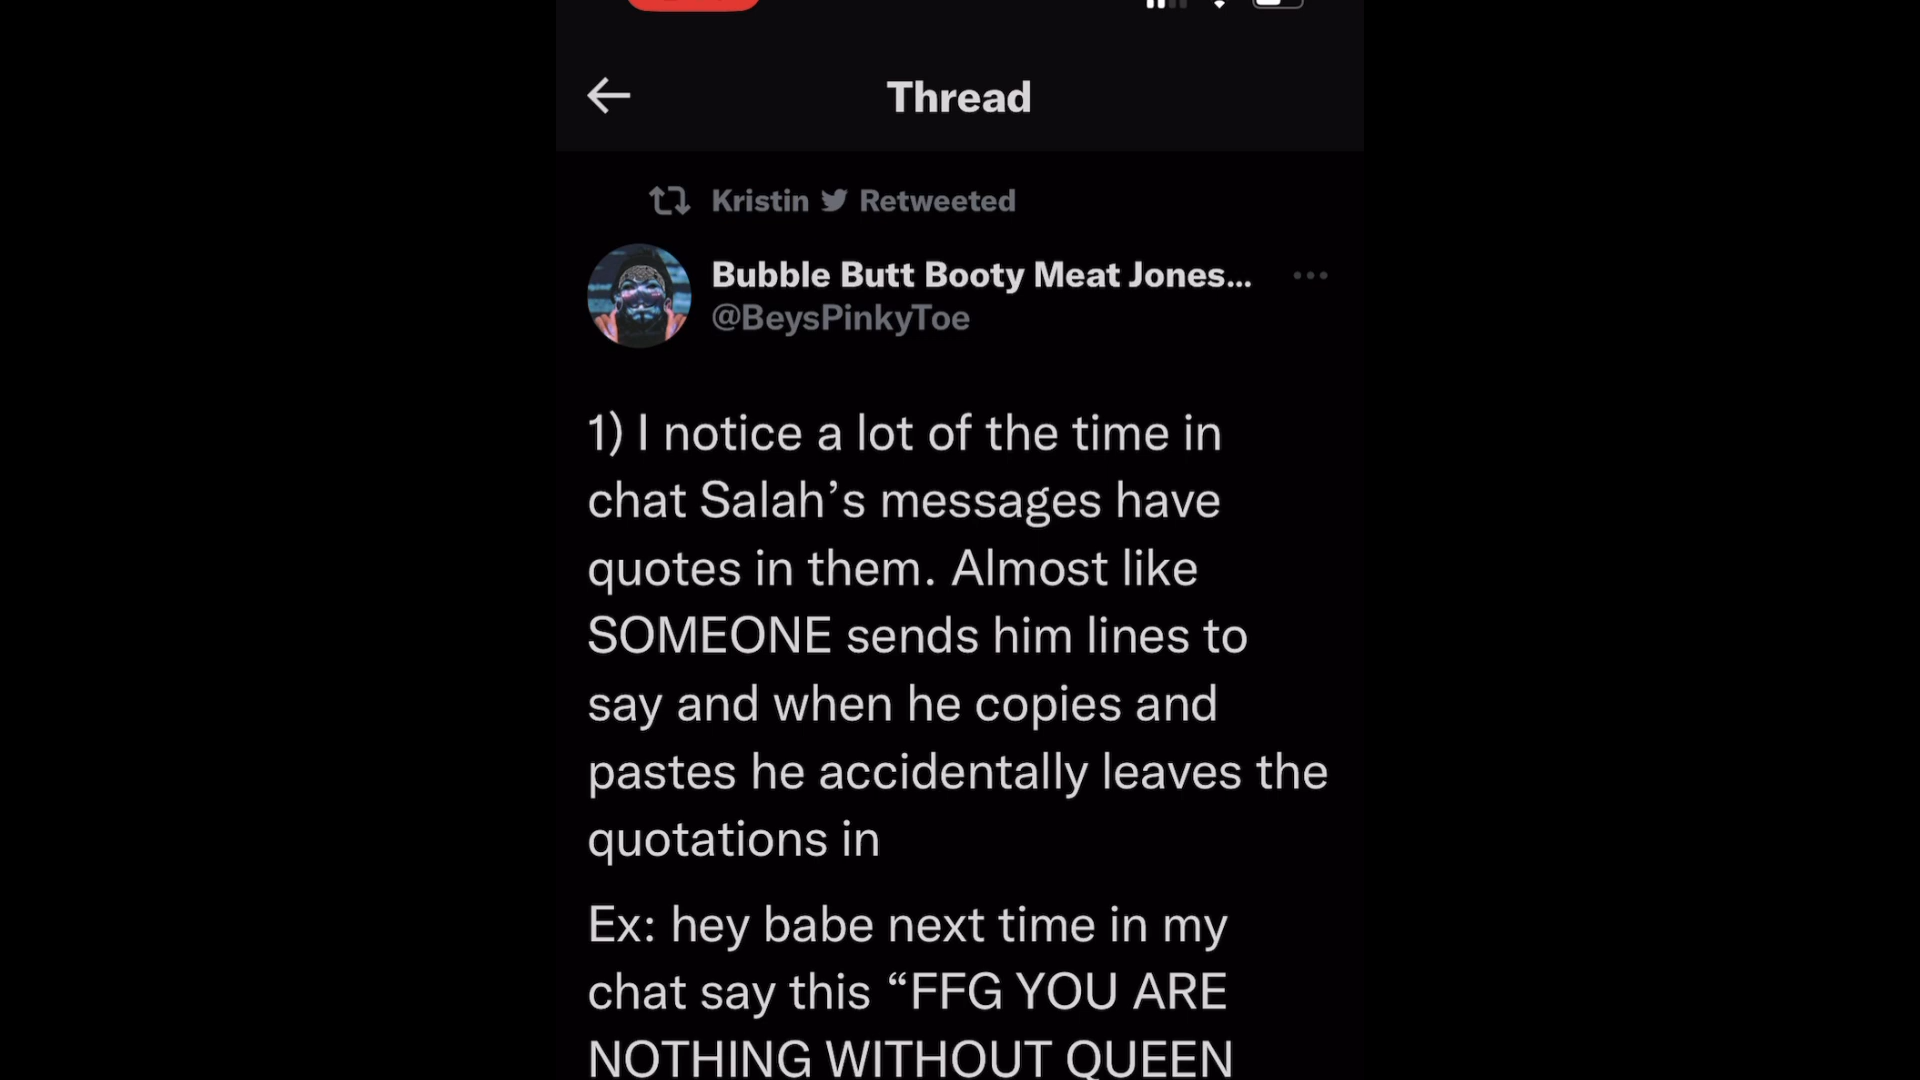 Thread
Kristin Retweeted
Bubble Butt Booty Meat Jones...
@BeysPinkyToe
1) I notice a lot of the time in
chat Salah’s messages have
quotes in them. Almost like
SOMEONE sends him lines to
say and when he copies and
pastes he accidentally leaves the
quotations in
Ex: hey babe next time in my
chat say this “FFG YOU ARE
NOTHING WITHOUT QUEEN